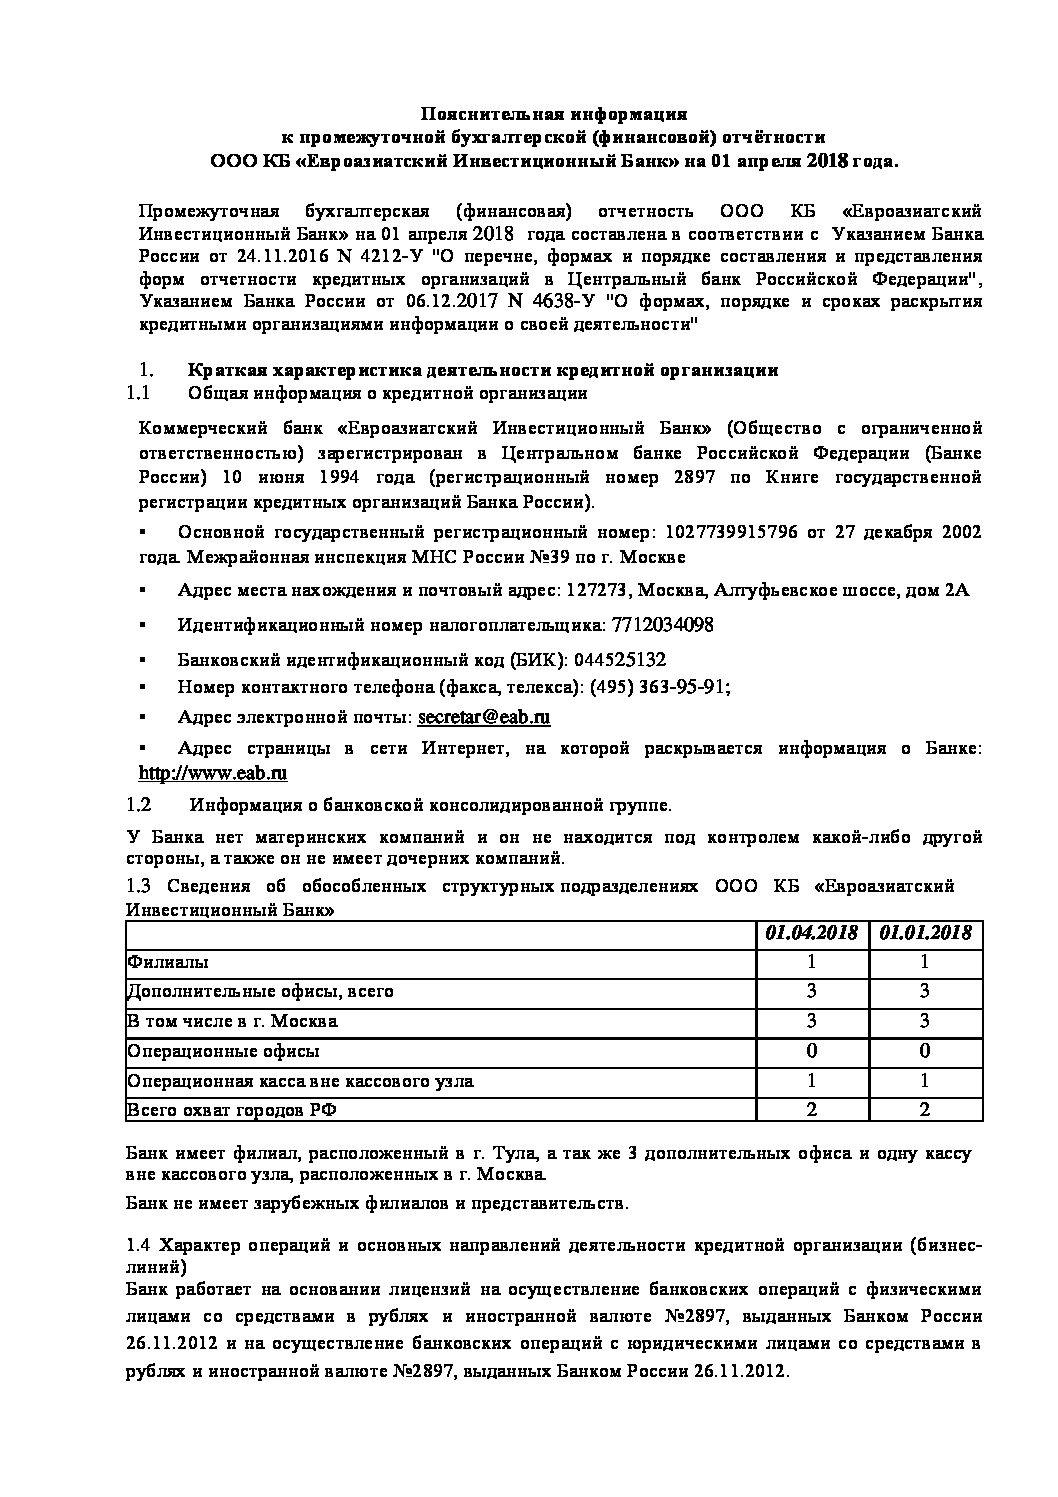 Пояснительная информация
к промежуточной бухгалтерской (финансовой) отчётности
ООО КБ «Евроазиатский Инвестиционный Банк» на 01 апреля 2018 года.
Промежуточная бухгалтерская (финансовая) отчетность ООО КБ «Евроазиатский
Инвестиционный Банк» на 01 апреля 2018 года составлена в соответствии с Указанием Банка
России от 24.11.2016 N 4212-У "О перечне, формах и порядке составления и представления
форм отчетности кредитных организаций в Центральный банк Российской Федерации",
Указанием Банка России от 06.12.2017 N 4638-У "О формах, порядке и сроках раскрытия
кредитными организациями информации о своей деятельности"
1. Краткая характеристика деятельности кредитной организации
1.1 Общая информация о кредитной организации
Коммерческий банк «Евроазиатский Инвестиционный Банк» (Общество с ограниченной
ответственностью) зарегистрирован в Центральном банке Российской Федерации (Банке
России) 10 июня 1994 года (регистрационный номер 2897 по Книге государственной
регистрации кредитных организаций Банка России).
▪ Основной государственный регистрационный номер: 1027739915796 от 27 декабря 2002
года. Межрайонная инспекция МНС России №39 по г. Москве
▪ Адрес места нахождения и почтовый адрес: 127273, Москва, Алтуфьевское шоссе, дом 2А
▪ Идентификационный номер налогоплательщика: 7712034098
▪ Банковский идентификационный код (БИК): 044525132
▪ Номер контактного телефона (факса, телекса): (495) 363-95-91;
▪ Адрес электронной почты: secretar@eab.ru
▪ Адрес страницы в сети Интернет, на которой раскрывается информация о Банке:
http://www.eab.ru
1.2 Информация о банковской консолидированной группе.
У Банка нет материнских компаний и он не находится под контролем какой-либо другой
стороны, а также он не имеет дочерних компаний.
1.3 Сведения об обособленных структурных подразделениях ООО КБ «Евроазиатский
Инвестиционный Банк»
01.04.2018 01.01.2018
Филиалы 1 1
Дополнительные офисы, всего 3 3
В том числе в г. Москва 3 3
Операционные офисы 0 0
Операционная касса вне кассового узла 1 1
Всего охват городов РФ 2 2
Банк имеет филиал, расположенный в г. Тула, а так же 3 дополнительных офиса и одну кассу
вне кассового узла, расположенных в г. Москва.
Банк не имеет зарубежных филиалов и представительств.
1.4 Характер операций и основных направлений деятельности кредитной организации (бизнес-
линий)
Банк работает на основании лицензий на осуществление банковских операций с физическими
лицами со средствами в рублях и иностранной валюте №2897, выданных Банком России
26.11.2012 и на осуществление банковских операций с юридическими лицами со средствами в
рублях и иностранной валюте №2897, выданных Банком России 26.11.2012.